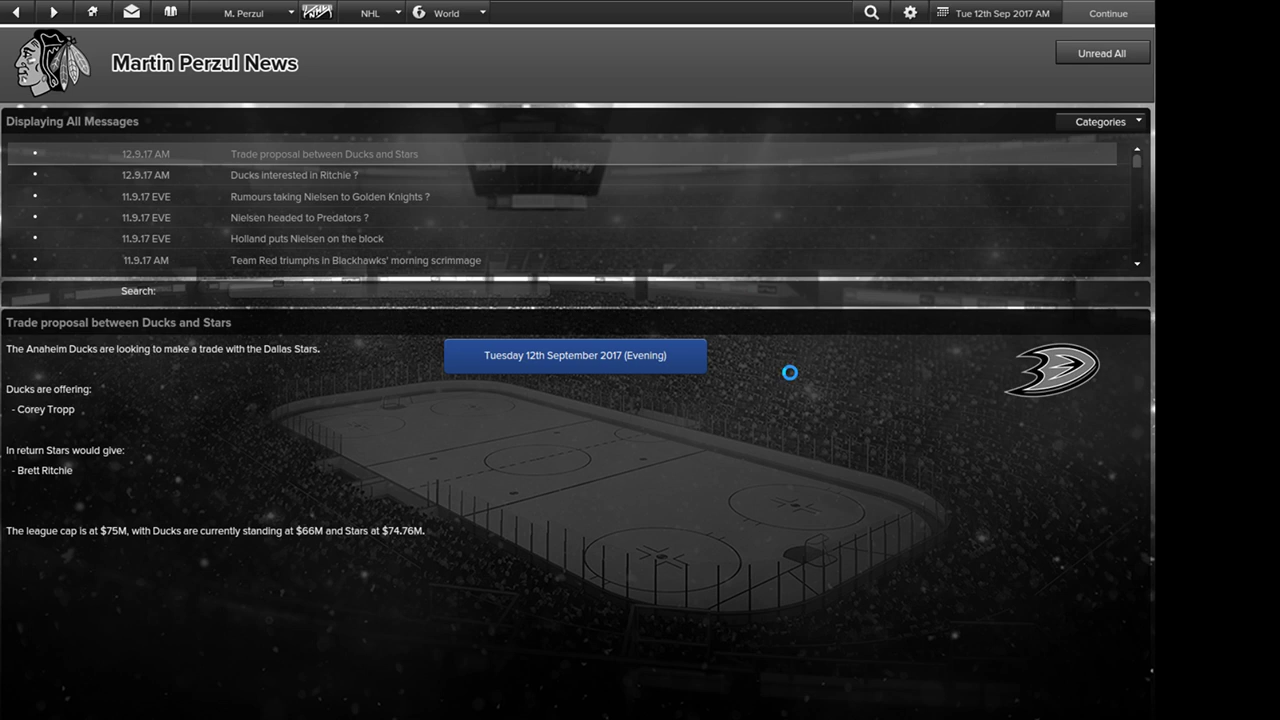 M. Perzul
NHL
World
Tue 12th Sep 2017 AM
Continue
Martin Perzul News
Unread All
Displaying All Messages
Categories
12.9.17 AM Trade proposal between Ducks and Stars
12.9.17 AM Ducks interested in Ritchie ?
11.9.17 EVE Rumours taking Nielsen to Golden Knights ?
11.9.17 EVE Nielsen headed to Predators ?
11.9.17 EVE Holland puts Nielsen on the block
11.9.17 AM Team Red triumphs in Blackhawks' morning scrimmage
Search:
Trade proposal between Ducks and Stars
The Anaheim Ducks are looking to make a trade with the Dallas Stars.
Tuesday 12th September 2017 (Evening)
Ducks are offering:
- Corey Tropp
In return Stars would give:
- Brett Ritchie
The league cap is at $75M, with Ducks are currently standing at $66M and Stars at $74.76M.